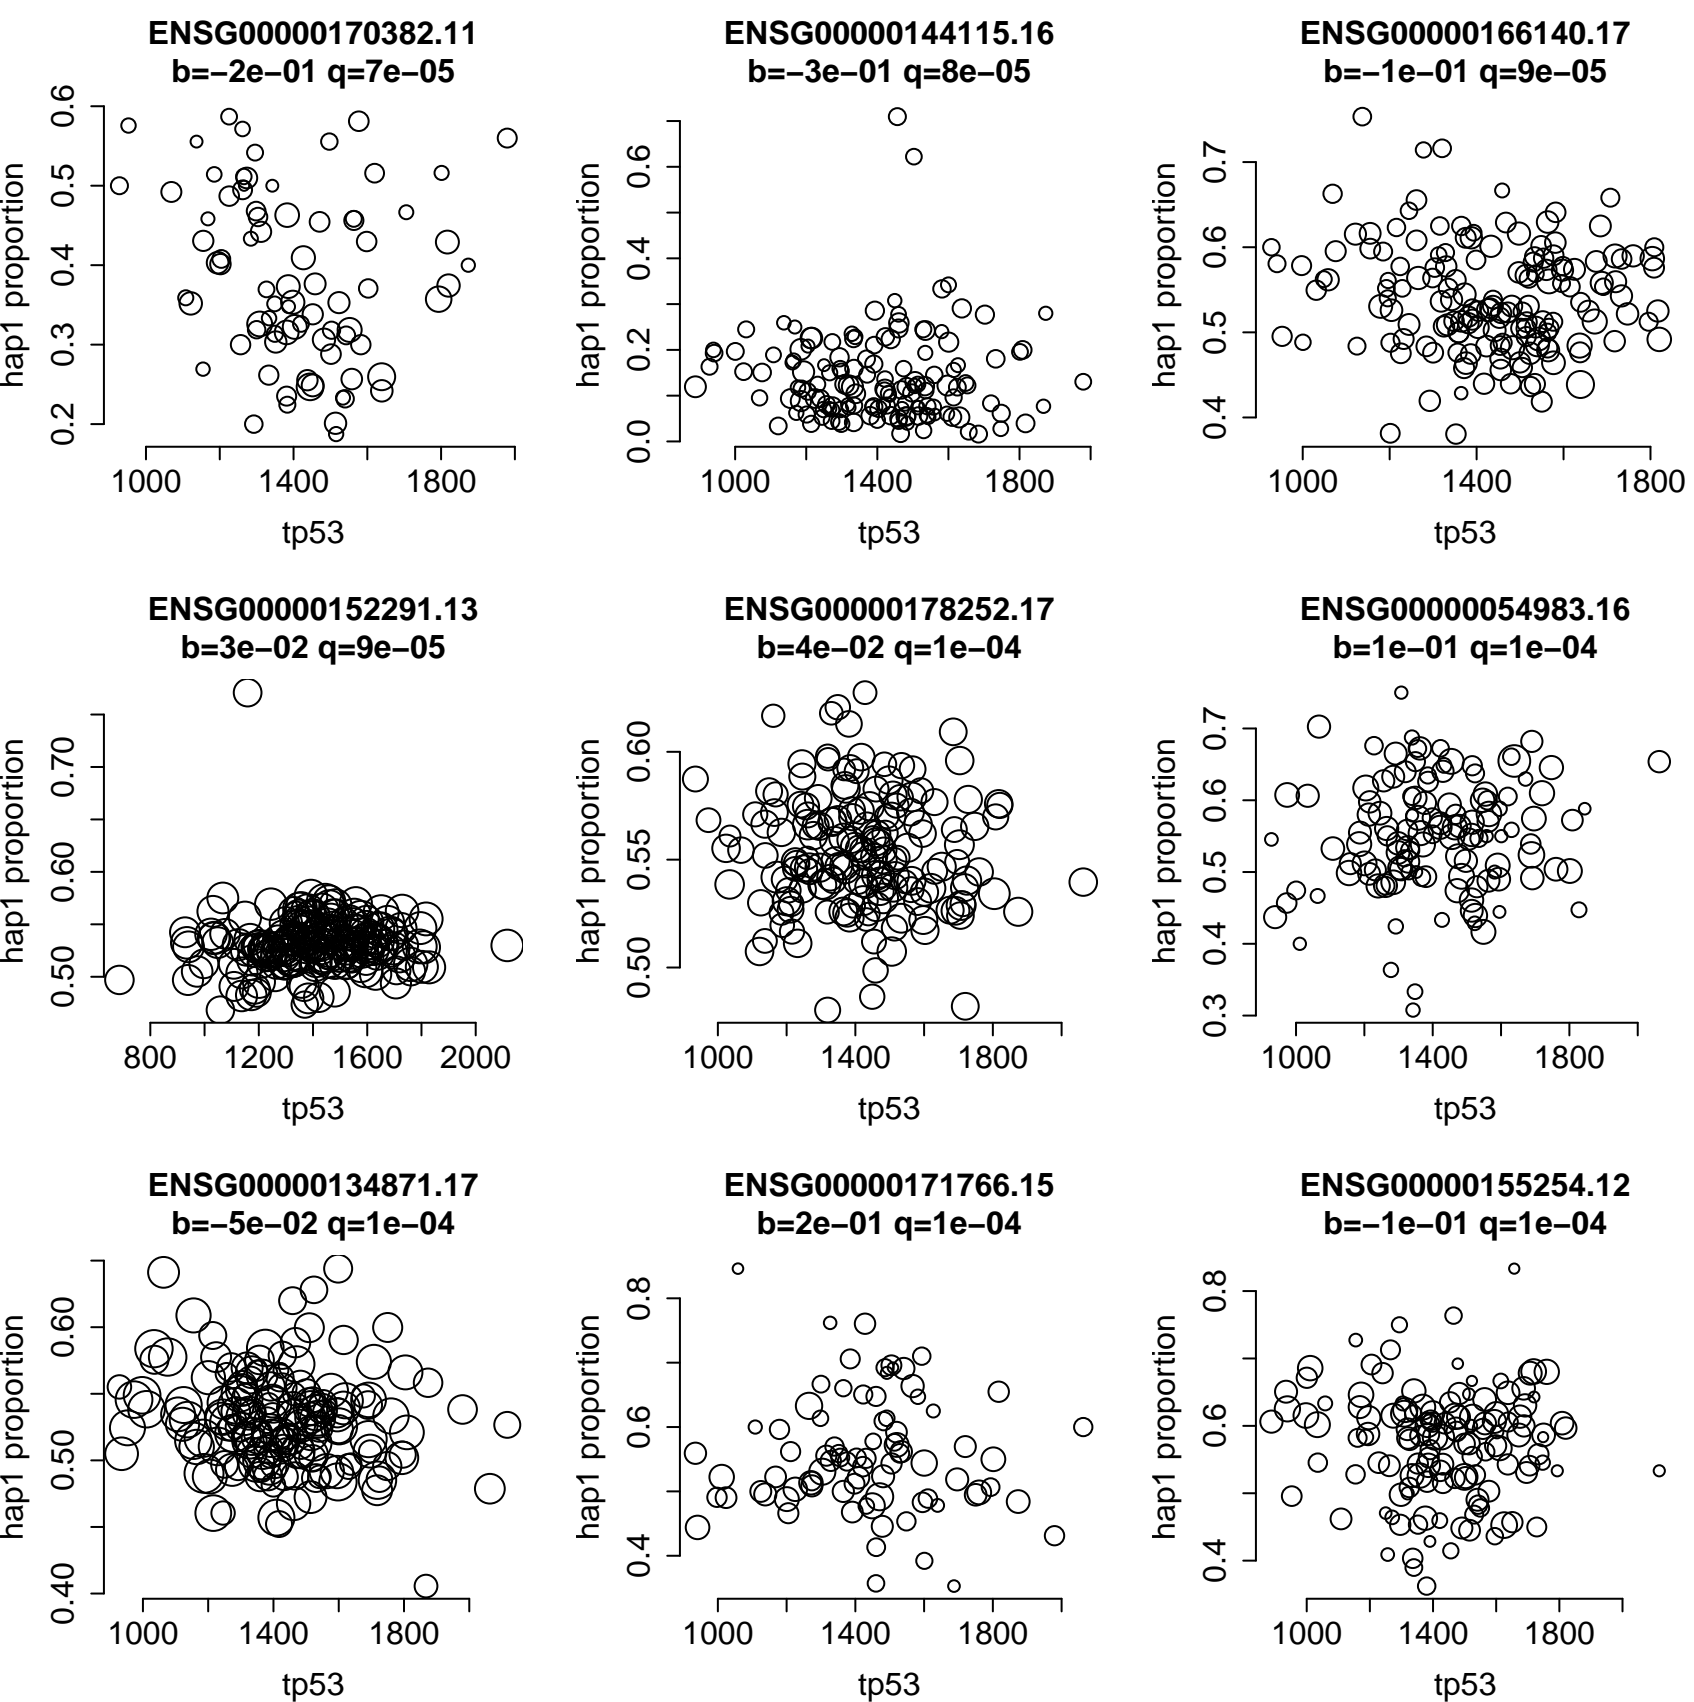 ENSG00000170382.11
b=−2e−01 q=7e−05
hap1 proportion
0.2 0.3 0.4 0.5 0.6
1000 1400 1800
tp53
ENSG00000144115.16
b=−3e−01 q=8e−05
hap1 proportion
0.0 0.2 0.4 0.6
1000 1400 1800
tp53
ENSG00000166140.17
b=−1e−01 q=9e−05
hap1 proportion
0.4 0.5 0.6 0.7
1000 1400 1800
tp53
ENSG00000152291.13
b=3e−02 q=9e−05
hap1 proportion
0.50 0.60 0.70
800 1200 1600 2000
tp53
ENSG00000178252.17
b=4e−02 q=1e−04
hap1 proportion
0.50 0.55 0.60
1000 1400 1800
tp53
ENSG00000054983.16
b=1e−01 q=1e−04
hap1 proportion
0.3 0.4 0.5 0.6 0.7
1000 1400 1800
tp53
ENSG00000134871.17
b=−5e−02 q=1e−04
hap1 proportion
0.40 0.50 0.60
1000 1400 1800
tp53
ENSG00000171766.15
b=2e−01 q=1e−04
hap1 proportion
0.4 0.6 0.8
1000 1400 1800
tp53
ENSG00000155254.12
b=−1e−01 q=1e−04
hap1 proportion
0.4 0.6 0.8
1000 1400 1800
tp53